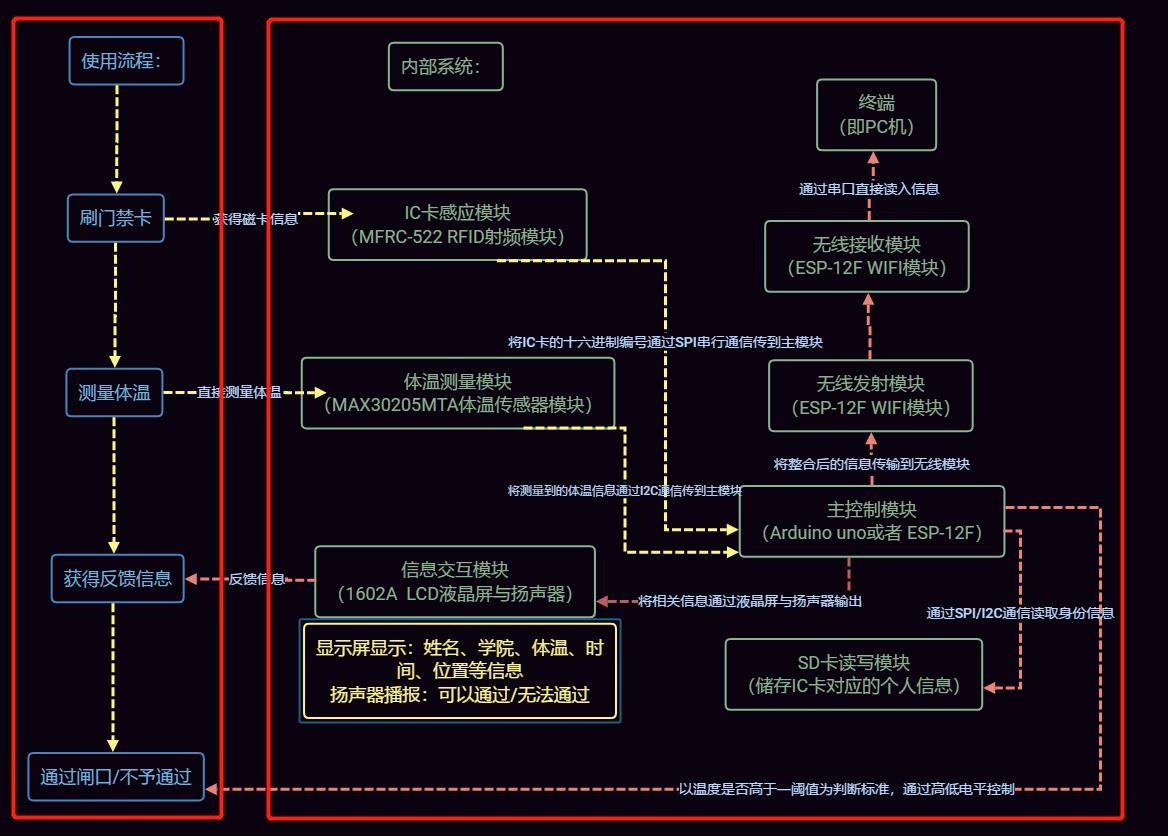 使用流程：
刷门禁卡
测量体温
获得反馈信息
通过闸口/不予通过
获得磁卡信息
直接测量体温
反馈信息
内部系统：
IC卡感应模块
（MFRC-522 RFID射频模块）
将IC卡的十六进制编号通过SPI串行通信传到主模块
体温测量模块
（MAX30205MTA体温传感器模块）
将测量到的体温信息通过I2C通信传到主模块
信息交互模块
（1602A LCD液晶屏与扬声器）
显示屏显示：姓名、学院、体温、时
间、位置等信息
扬声器播报：可以通过/无法通过
终端
（即PC机）
通过串口直接读入信息
无线接收模块
（ESP-12F WIFI模块）
无线发射模块
（ESP-12F WIFI模块）
将整合后的信息传输到无线模块
主控制模块
（Arduino uno或者 ESP-12F）
将相关信息通过液晶屏与扬声器输出
通过SPI/I2C通信读取身份信息
SD卡读写模块
（储存IC卡对应的个人信息）
以温度是否高于一阈值为判断标准，通过高低电平控制